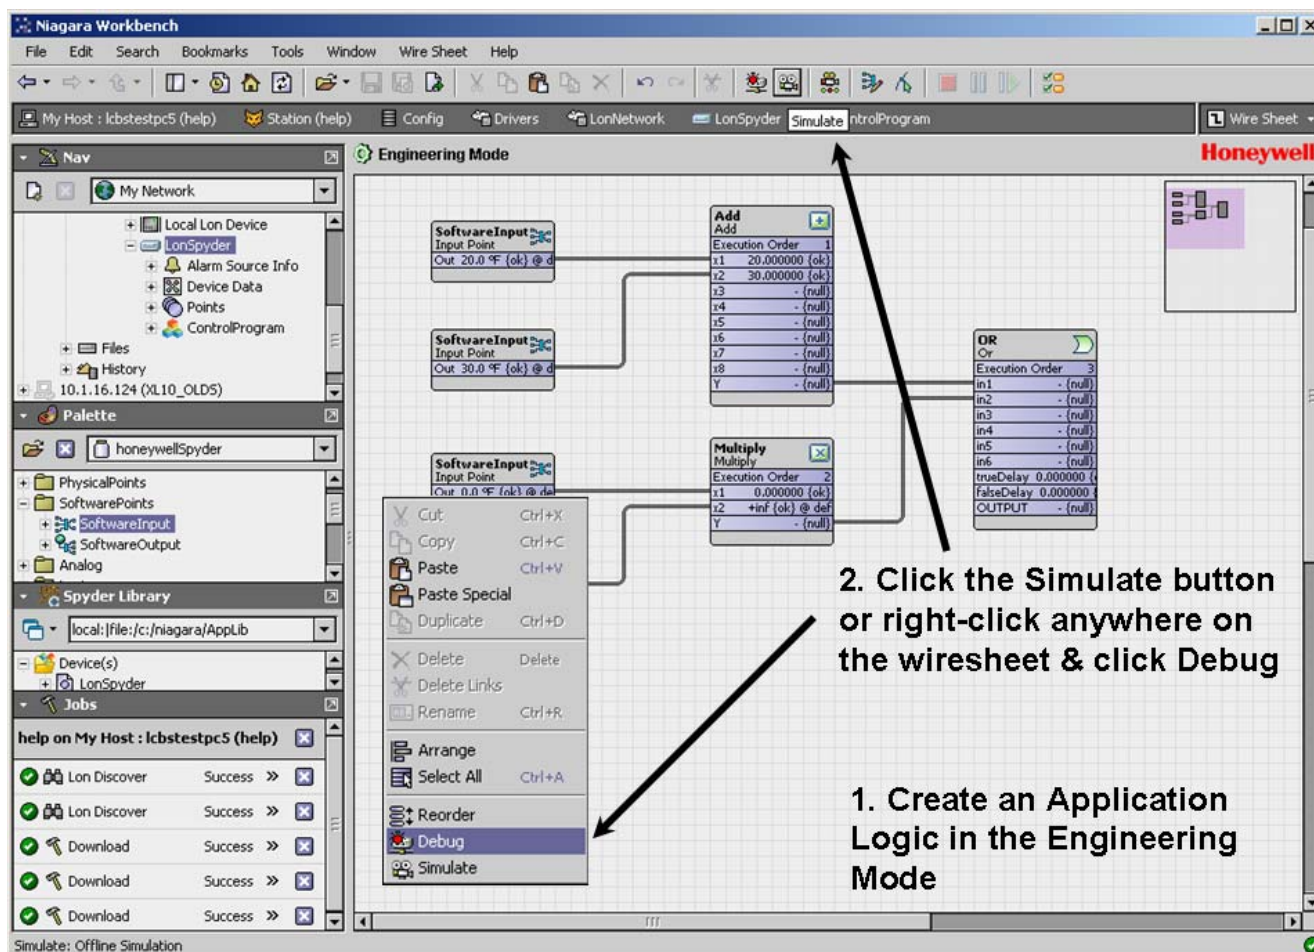 Niagara Workbench
File Edit Search Bookmarks Tools Window Wire Sheet Help
My Host : lcbstestpc5 (help) Station (help) Config Drivers LonNetwork LonSpyder Simulate ntrolProgram Wire Sheet
Nav
My Network
Local Lon Device
LonSpyder
Alarm Source Info
Device Data
Points
ControlProgram
Files
History
10.1.16.124 (XL10_OLDS)
Palette
honeywellSpyder
PhysicalPoints
SoftwarePoints
SoftwareInput
SoftwareOutput
Analog
Spyder Library
local:|file:/c:/niagara/AppLib
Device(s)
LonSpyder
Jobs
help on My Host : lcbstestpc5 (help)
Lon Discover Success »
Lon Discover Success »
Download Success »
Download Success »
Download Success »
Engineering Mode
Honeywell
SoftwareInput
Input Point
Out 20.0 °F {ok} @ d
SoftwareInput
Input Point
Out 30.0 °F {ok} @ d
SoftwareInput
Input Point
Out 0.0 °F {ok} @ de
Add
Add
Execution Order 1
x1 20.000000 {ok}
x2 30.000000 {ok}
x3 - {null}
x4 - {null}
x5 - {null}
x6 - {null}
x7 - {null}
x8 - {null}
Y - {null}
Multiply
Multiply
Execution Order 2
x1 0.000000 {ok}
x2 +inf {ok} @ def
Y - {null}
OR
Or
Execution Order 3
in1 - {null}
in2 - {null}
in3 - {null}
in4 - {null}
in5 - {null}
in6 - {null}
trueDelay 0.000000 {
falseDelay 0.000000 {
OUTPUT - {null}
Cut Ctrl+X
Copy Ctrl+C
Paste Ctrl+V
Paste Special
Duplicate Ctrl+D
Delete Delete
Delete Links
Rename Ctrl+R
Arrange
Select All Ctrl+A
Reorder
Debug
Simulate
2. Click the Simulate button
or right-click anywhere on
the wiresheet & click Debug
1. Create an Application
Logic in the Engineering
Mode
Simulate: Offline Simulation